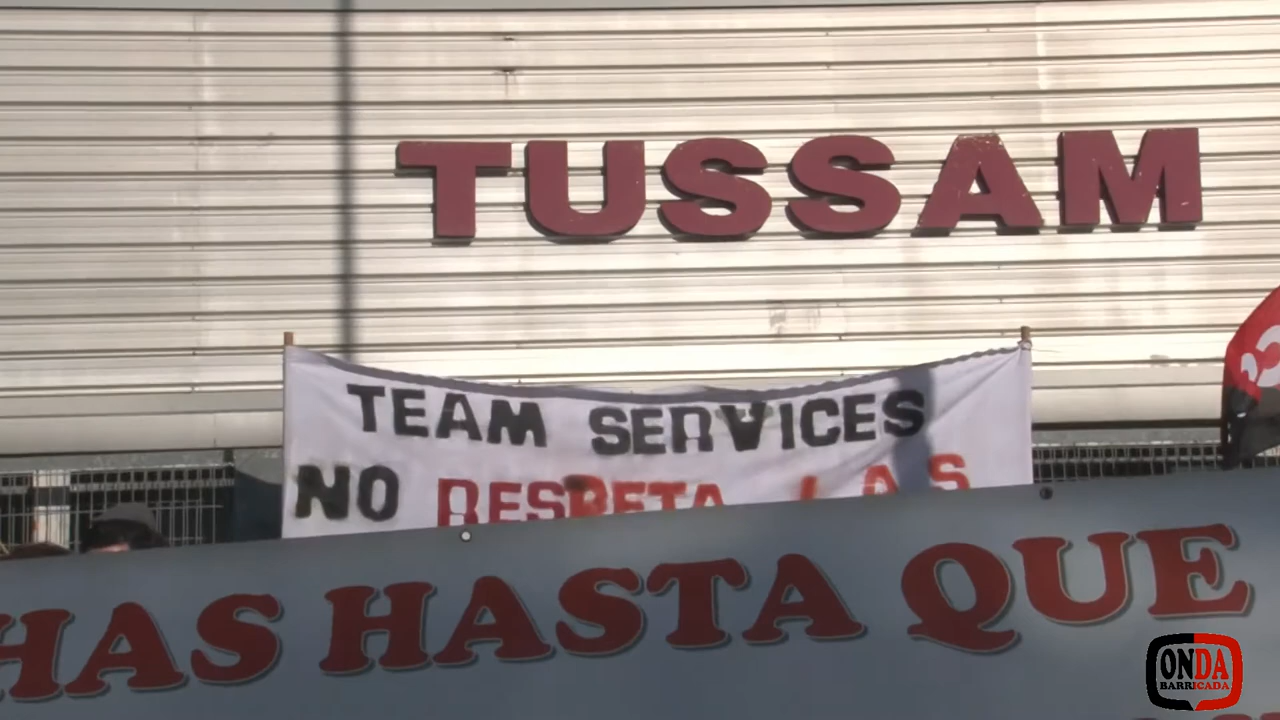 TUSSAM
TEAM SERVICES
NO RESPETA LAS
HAS HASTA QUE
ONDA
BARRICADA